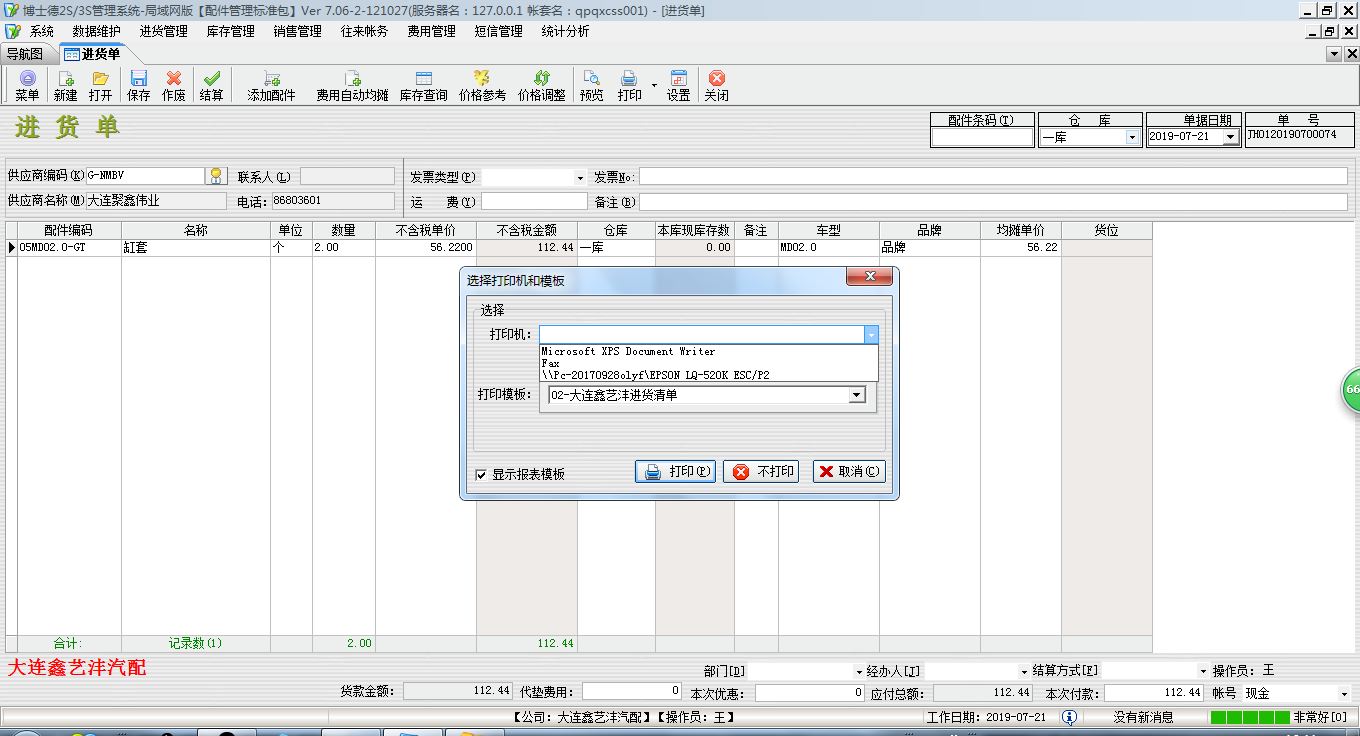 博士德2S/3S管理系统-局域网版【配件管理标准包】Ver 7.06-2-121027(服务器名：127.0.0.1 帐套名：qpqxcss001) - [进货单]
系统 数据维护 进货管理 库存管理 销售管理 往来帐务 费用管理 短信管理 统计分析
导航图 进货单
菜单 新建 打开 保存 作废 结算 添加配件 费用自动均摊 库存查询 价格参考 价格调整 预览 打印 设置 关闭
进 货 单
配件条码(T) 仓 库 单据日期 单 号
一库 2019-07-21 JH0120190700074
供应商编码(K) G-NMBV 联系人(L) 发票类型(P) 发票No:
供应商名称(M) 大连聚鑫伟业 电话: 86803601 运 费(Y) 备注(B)
配件编码 名称 单位 数量 不含税单价 不含税金额 仓库 本库现库存数 备注 车型 品牌 均摊单价 货位
05MD02.0-GT 缸套 个 2.00 56.2200 112.44 一库 0.00 MD02.0 品牌 56.22
选择打印机和模板
选择
打印机:
Microsoft XPS Document Writer
Fax
\\Pc-20170928olyf\EPSON LQ-520K ESC/P2
打印模板: 02-大连鑫艺沣进货清单
显示报表模板 打印(P) 不打印 取消(C)
66
合计: 记录数(1) 2.00 112.44
大连鑫艺沣汽配
部门[D] 经办人[J] 结算方式[F] 操作员: 王
货款金额: 112.44 代垫费用: 0 本次优惠: 0 应付总额: 112.44 本次付款: 112.44 帐号 现金
【公司: 大连鑫艺沣汽配】【操作员: 王】 工作日期: 2019-07-21 没有新消息 非常好[0]